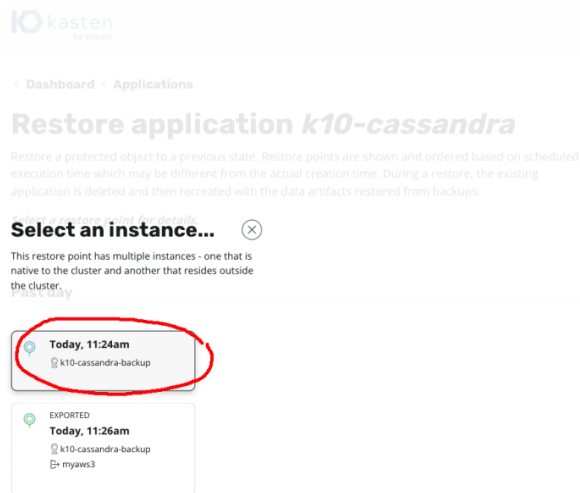 kasten
by Veeam
< Dashboard < Applications
Restore application k10-cassandra
Restore a protected object to a previous state. Restore points are shown and ordered based on scheduled
execution time which may be different from the actual creation time. During a restore, the existing
application is deleted and then recreated with the data artifacts restored from backups.
Select a restore point for details.
Select an instance...
This restore point has multiple instances - one that is
native to the cluster and another that resides outside
the cluster.
Past day
Today, 11:24am
k10-cassandra-backup
EXPORTED
Today, 11:26am
k10-cassandra-backup
myaws3